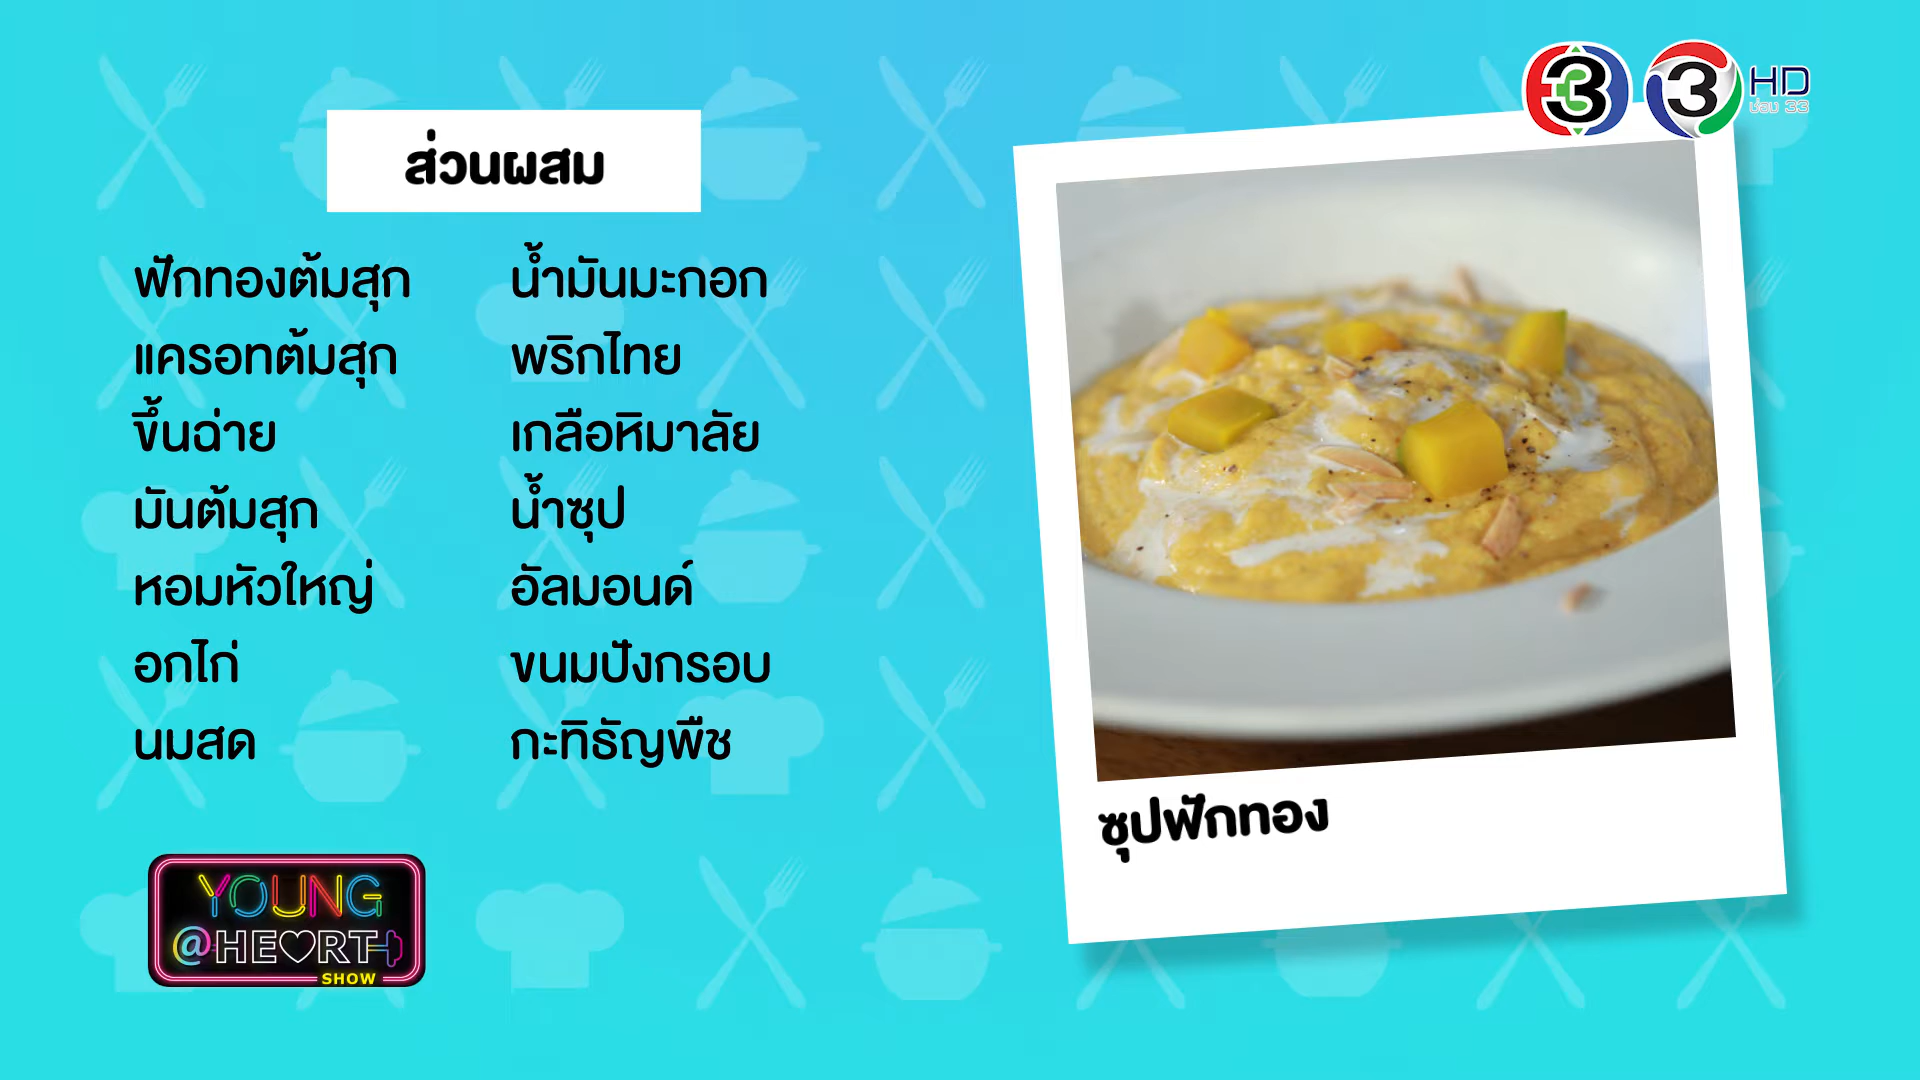 ส่วนผสม
ฟักทองต้มสุก
แครอทต้มสุก
ขึ้นฉ่าย
มันต้มสุก
หอมหัวใหญ่
อกไก่
นมสด
น้ำมันมะกอก
พริกไทย
เกลือหิมาลัย
น้ำซุป
อัลมอนด์
ขนมปังกรอบ
กะทิธัญพืช
3 3 HD
ช่อง 33
ซุปฟักทอง
YOUNG
@HEART
SHOW